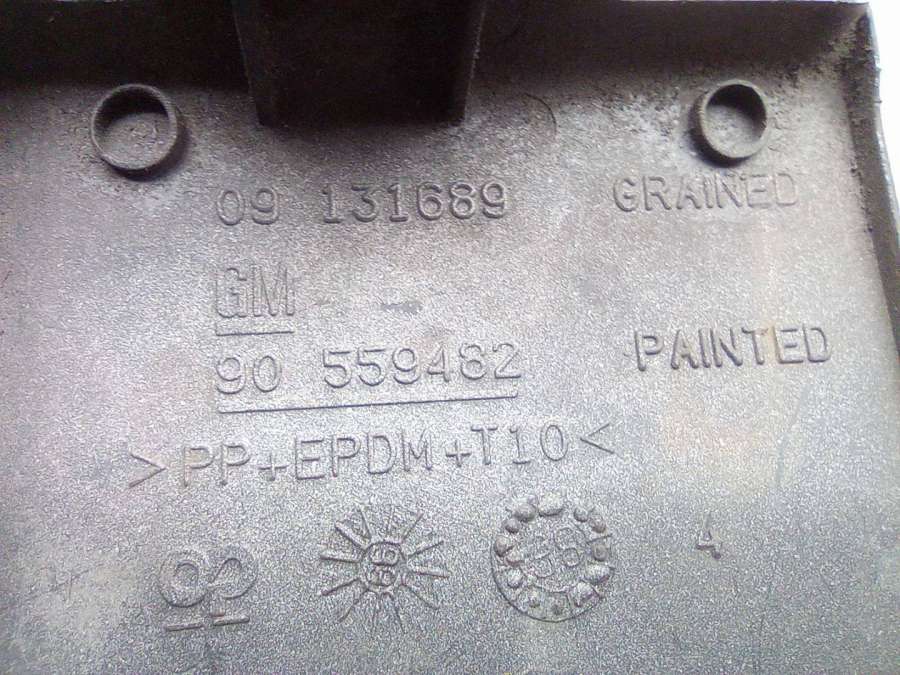 09 131689 GRAINED
GM
90 559482 PAINTED
>PP+EPDM+T10<
4